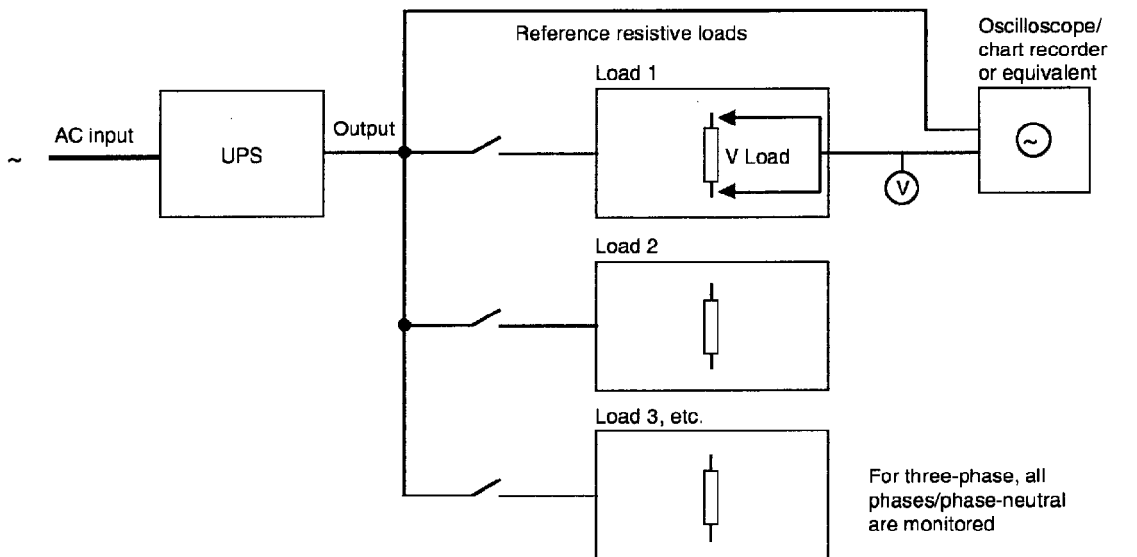 Reference resistive loads
Oscilloscope/
chart recorder
or equivalent
Load 1
AC input
UPS
Output
V Load
~
~
V
Load 2
Load 3, etc.
For three-phase, all
phases/phase-neutral
are monitored